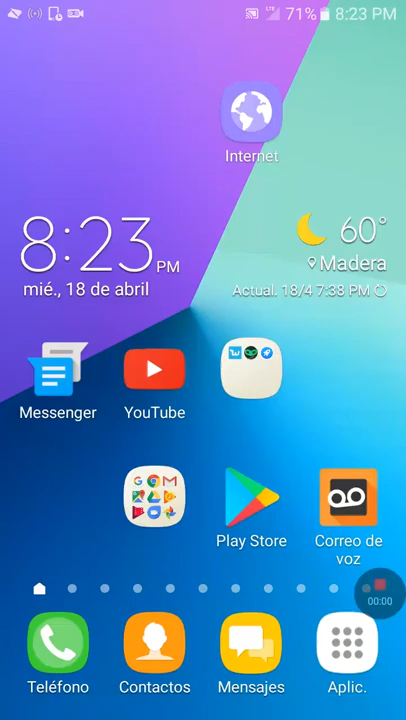 LTE 71% 8:23 PM
Internet
8:23 PM
mié., 18 de abril
60°
Madera
Actual. 18/4 7:38 PM
Messenger
YouTube
Play Store
Correo de
voz
00:00
Teléfono
Contactos
Mensajes
Aplic.